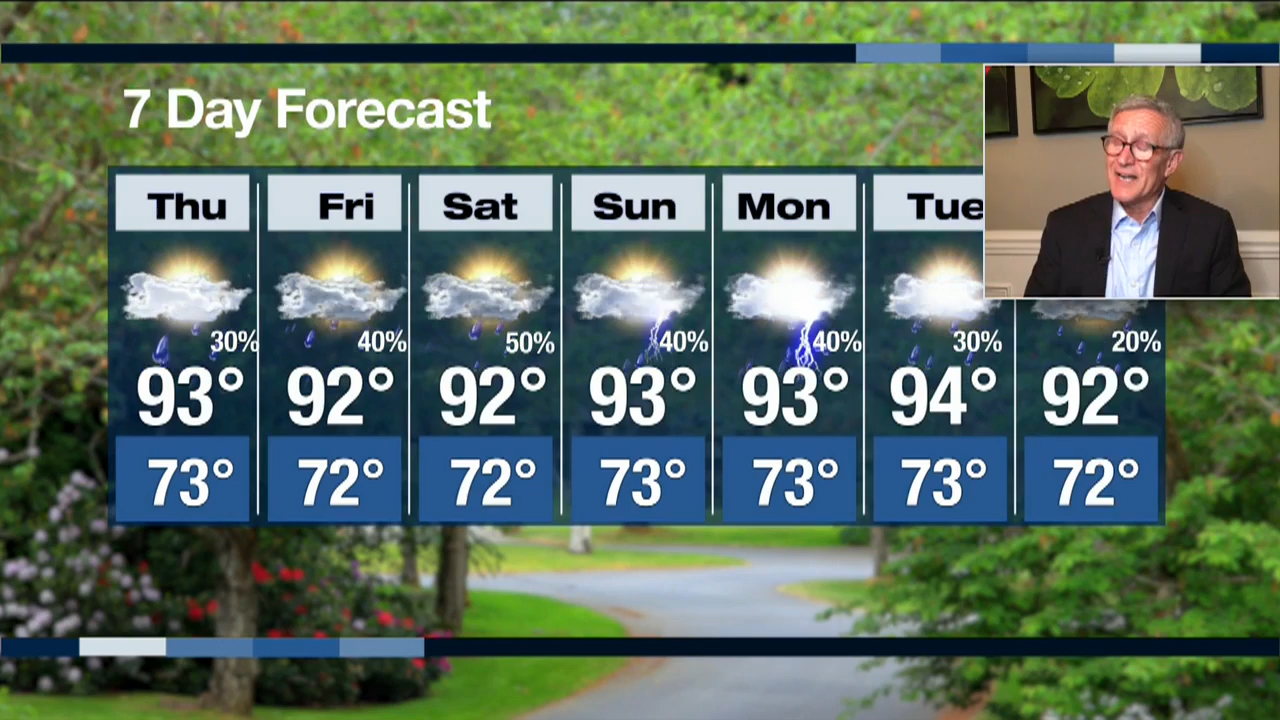 7 Day Forecast
Thu Fri Sat Sun Mon Tue
30% 40% 50% 40% 40% 30% 20%
93° 92° 92° 93° 93° 94° 92°
73° 72° 72° 73° 73° 73° 72°